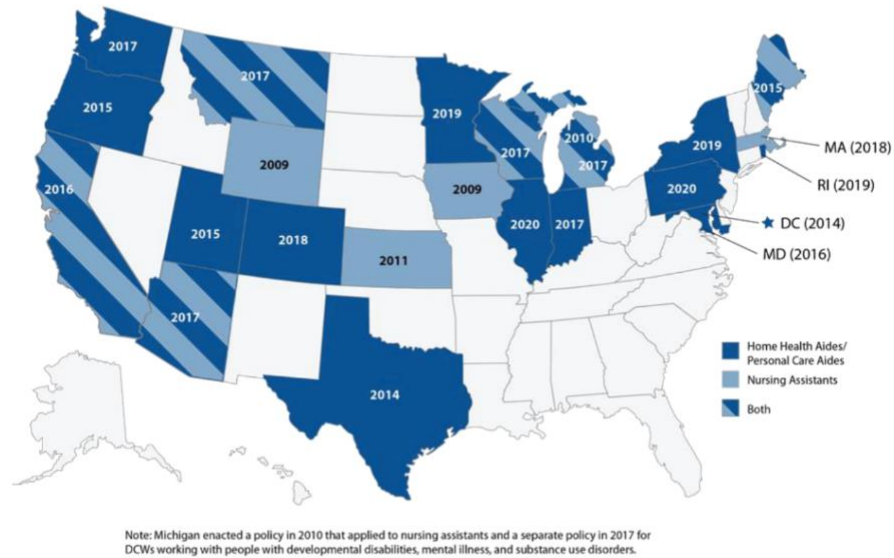 2017
2015
2017
2019
2015
2009
2017
2010
2017
2019
MA (2018)
RI (2019)
2016
2009
2020
DC (2014)
MD (2016)
2015
2018
2020
2017
2011
2017
2014
Home Health Aides/
Personal Care Aides
Nursing Assistants
Both
Note: Michigan enacted a policy in 2010 that applied to nursing assistants and a separate policy in 2017 for
DCWs working with people with developmental disabilities, mental illness, and substance use disorders.